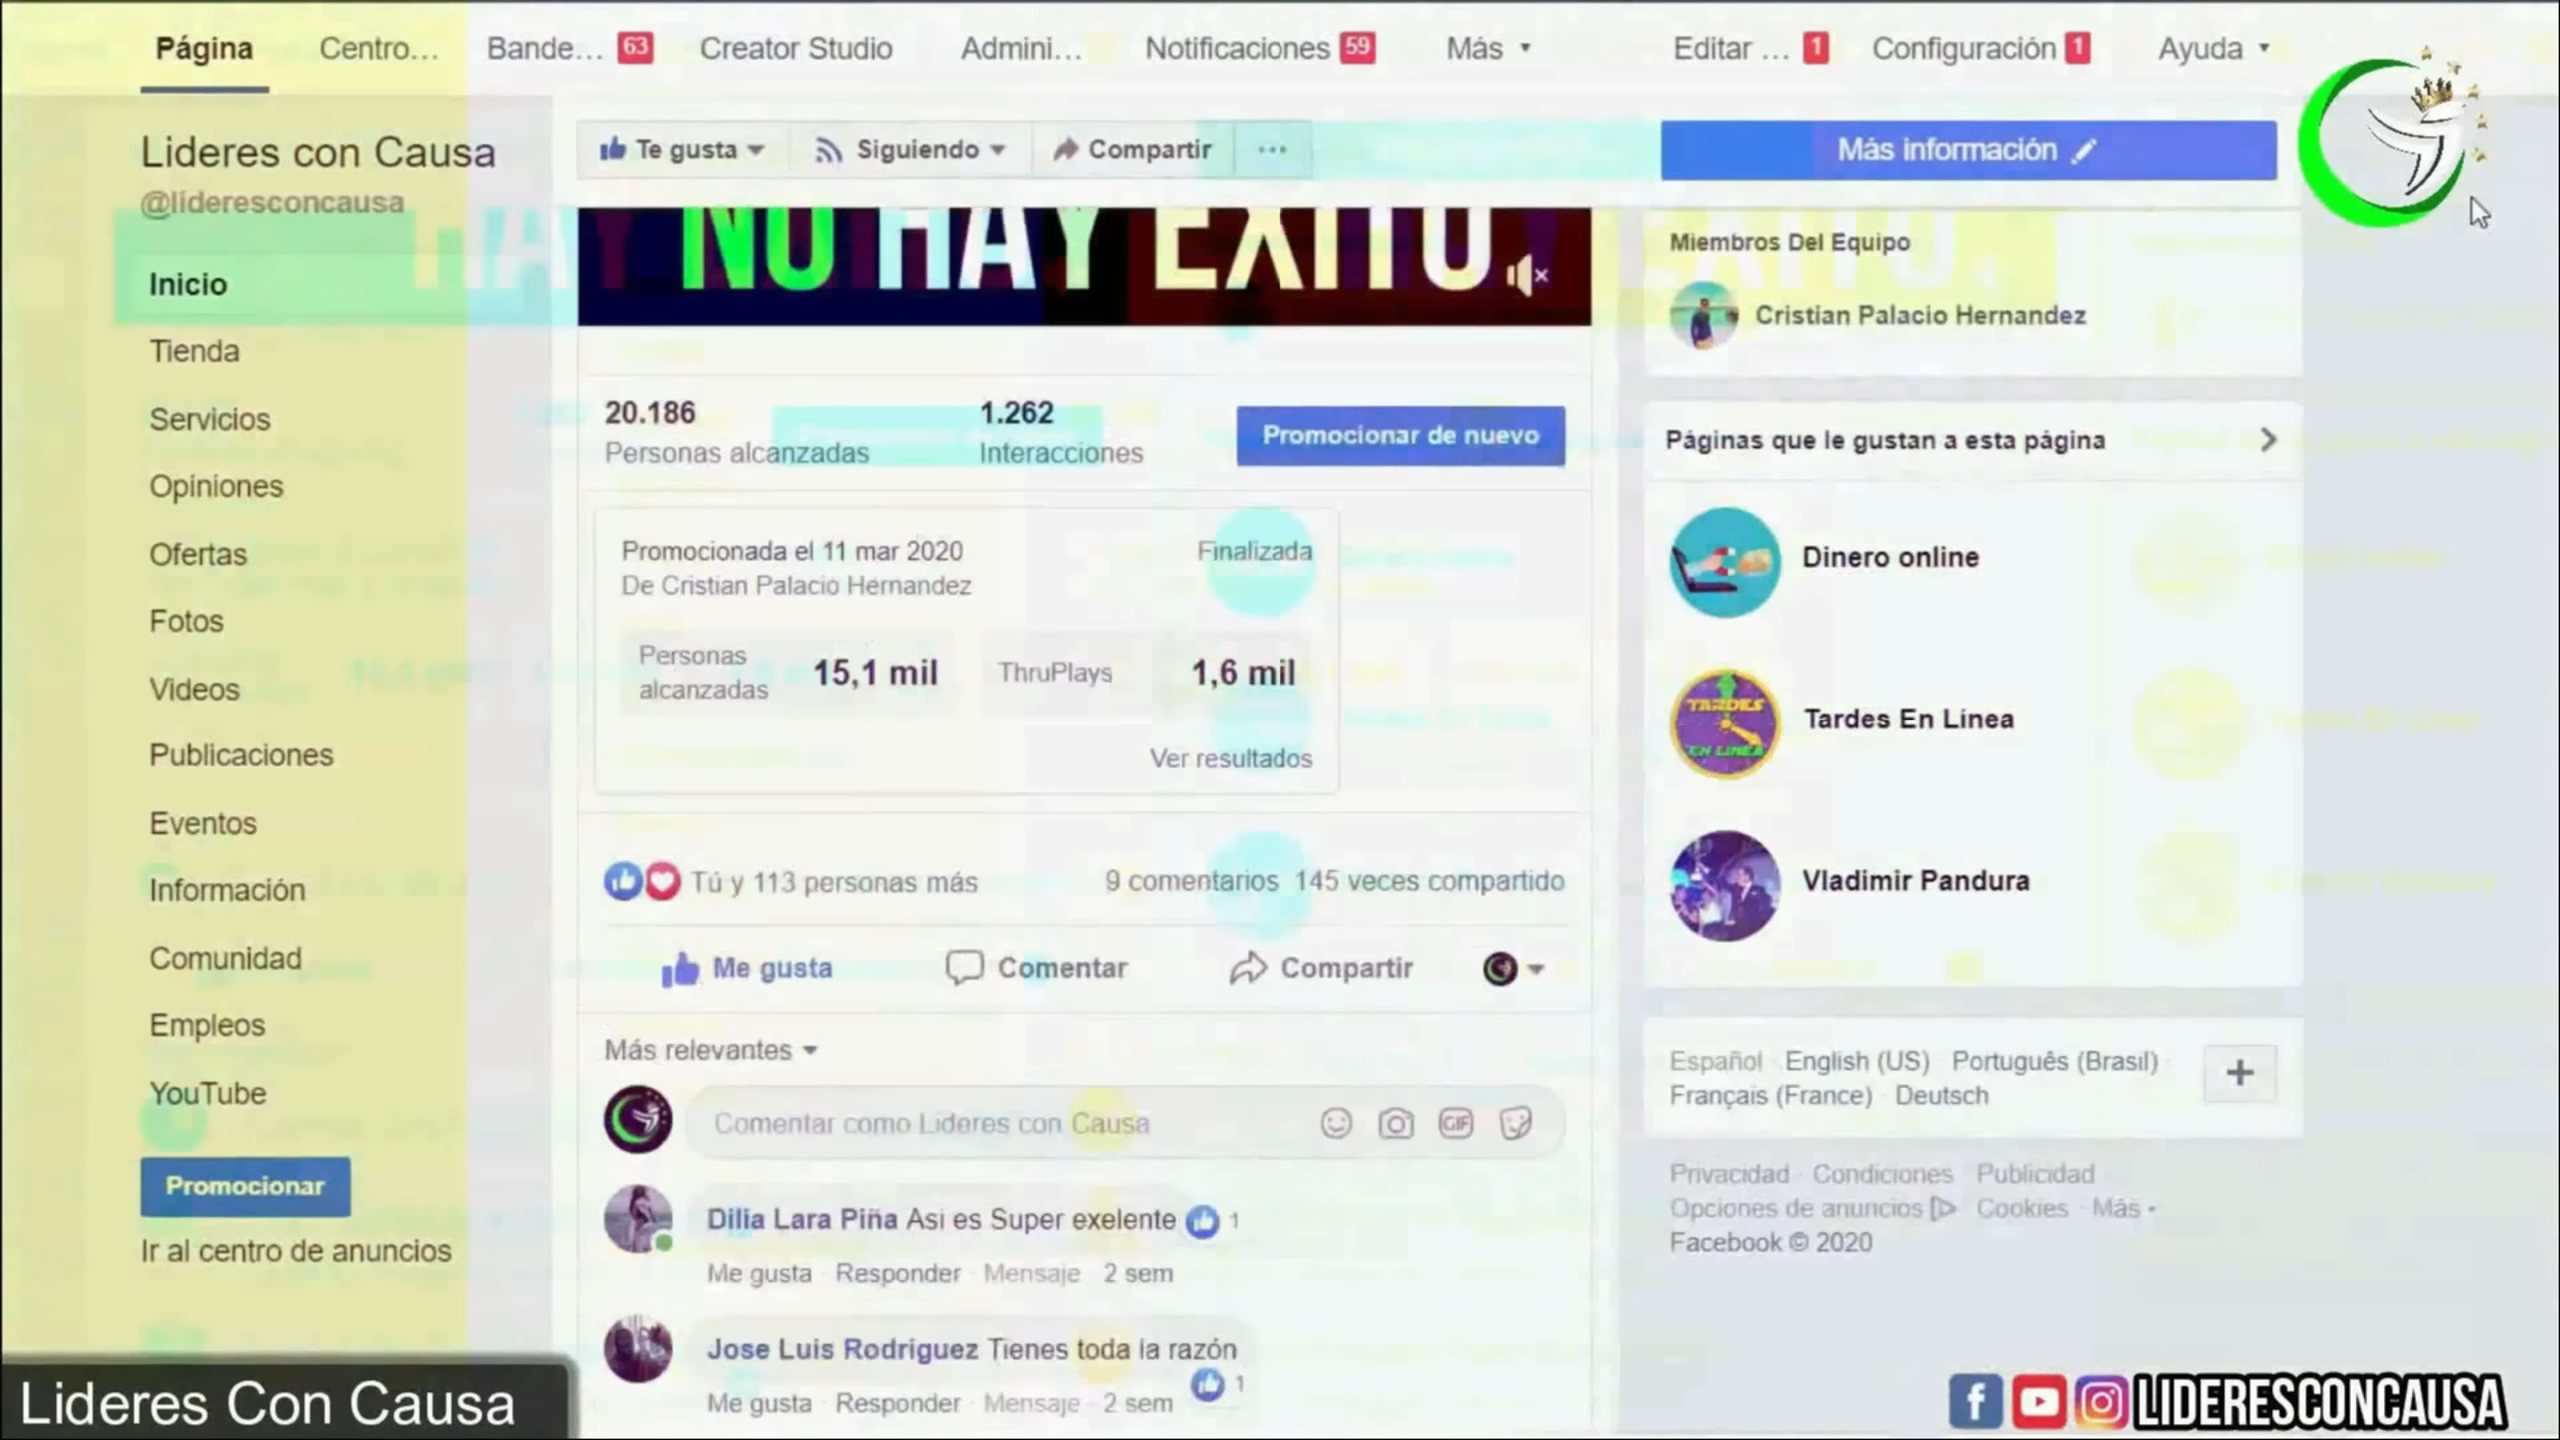 Página Centro... Bande... 63 Creator Studio Admini... Notificaciones 59 Más Editar ... 1 Configuración 1 Ayuda
Lideres con Causa
@lideresconcausa
Inicio
Tienda
Servicios
Opiniones
Ofertas
Fotos
Videos
Publicaciones
Eventos
Información
Comunidad
Empleos
YouTube
Promocionar
Ir al centro de anuncios
Te gusta Siguiendo Compartir ...
NO HAY EXITO
20.186
Personas alcanzadas
1.262
Interacciones
Promocionar de nuevo
Promocionada el 11 mar 2020
De Cristian Palacio Hernandez
Finalizada
Personas
alcanzadas
15,1 mil
ThruPlays
1,6 mil
Ver resultados
Tú y 113 personas más
9 comentarios 145 veces compartido
Me gusta Comentar Compartir
Más relevantes
Comentar como Lideres con Causa
GIF
Dilia Lara Piña Asi es Super exelente 1
Me gusta · Responder · Mensaje · 2 sem
Jose Luis Rodriguez Tienes toda la razón
1
Me gusta · Responder · Mensaje · 2 sem
Más información
Miembros Del Equipo
Cristian Palacio Hernandez
Páginas que le gustan a esta página
Dinero online
TARDES
EN LINEA
Tardes En Linea
Vladimir Pandura
Español · English (US) · Português (Brasil) ·
Français (France) · Deutsch
Privacidad · Condiciones · Publicidad ·
Opciones de anuncios · Cookies · Más
Facebook © 2020
Lideres Con Causa
LIDERESCONCAUSA